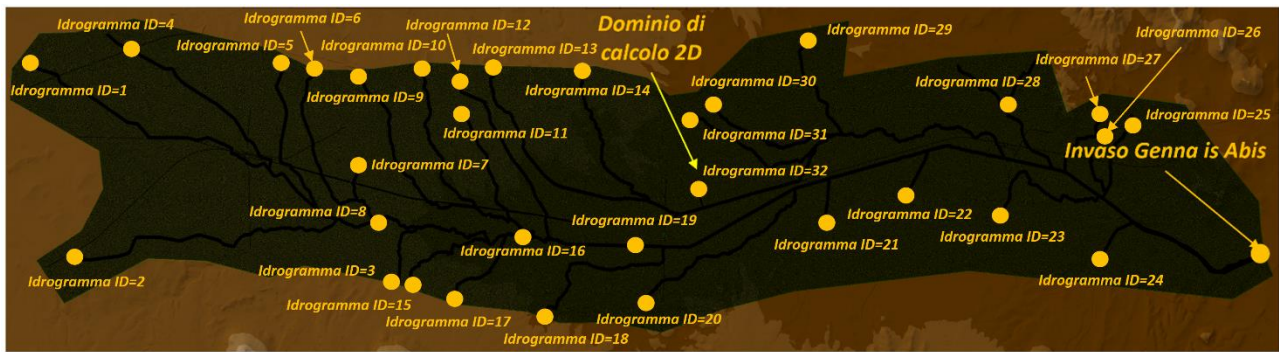 Idrogramma ID=4
Idrogramma ID=6
Idrogramma ID=12
Dominio di
calcolo 2D
Idrogramma ID=29
Idrogramma ID=26
Idrogramma ID=5
Idrogramma ID=10
Idrogramma ID=13
Idrogramma ID=27
Idrogramma ID=1
Idrogramma ID=9
Idrogramma ID=14
Idrogramma ID=30
Idrogramma ID=28
Idrogramma ID=25
Idrogramma ID=11
Idrogramma ID=31
Invaso Genna is Abis
Idrogramma ID=7
Idrogramma ID=32
Idrogramma ID=8
Idrogramma ID=19
Idrogramma ID=22
Idrogramma ID=16
Idrogramma ID=21
Idrogramma ID=23
Idrogramma ID=2
Idrogramma ID=3
Idrogramma ID=24
Idrogramma ID=15
Idrogramma ID=17
Idrogramma ID=20
Idrogramma ID=18